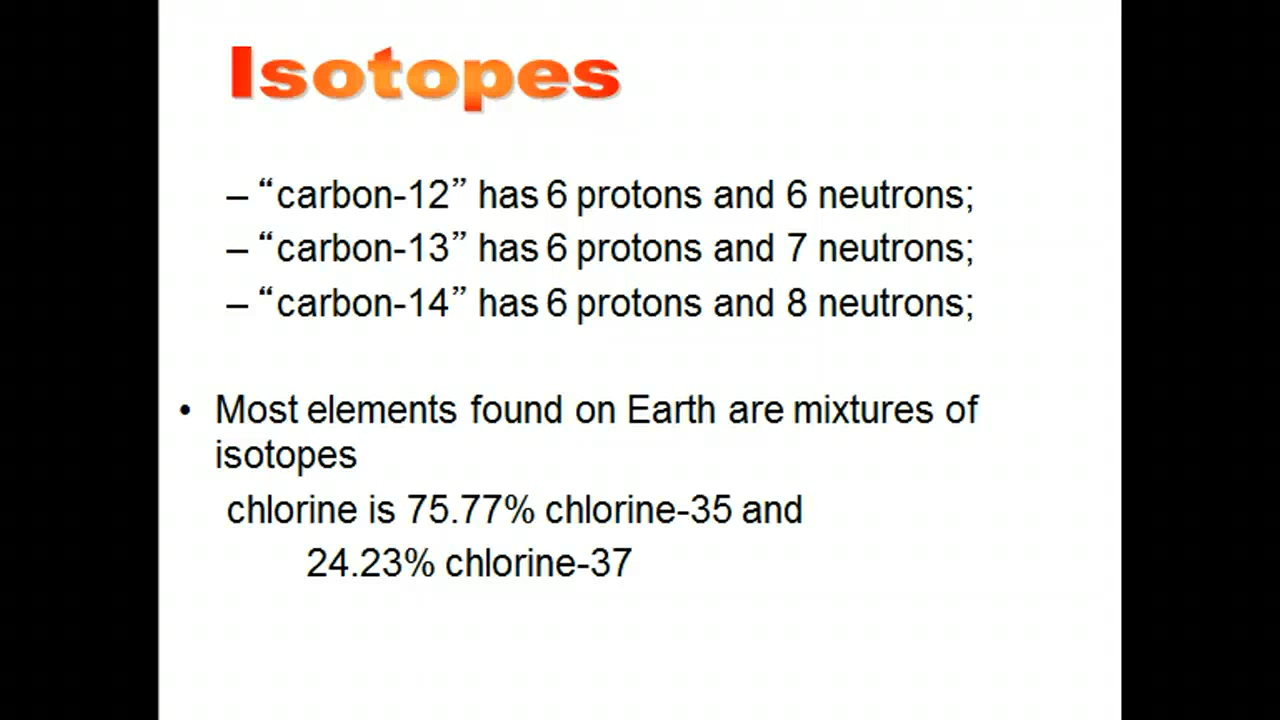 Isotopes
– “carbon-12” has 6 protons and 6 neutrons;
– “carbon-13” has 6 protons and 7 neutrons;
– “carbon-14” has 6 protons and 8 neutrons;
• Most elements found on Earth are mixtures of
isotopes
chlorine is 75.77% chlorine-35 and
24.23% chlorine-37